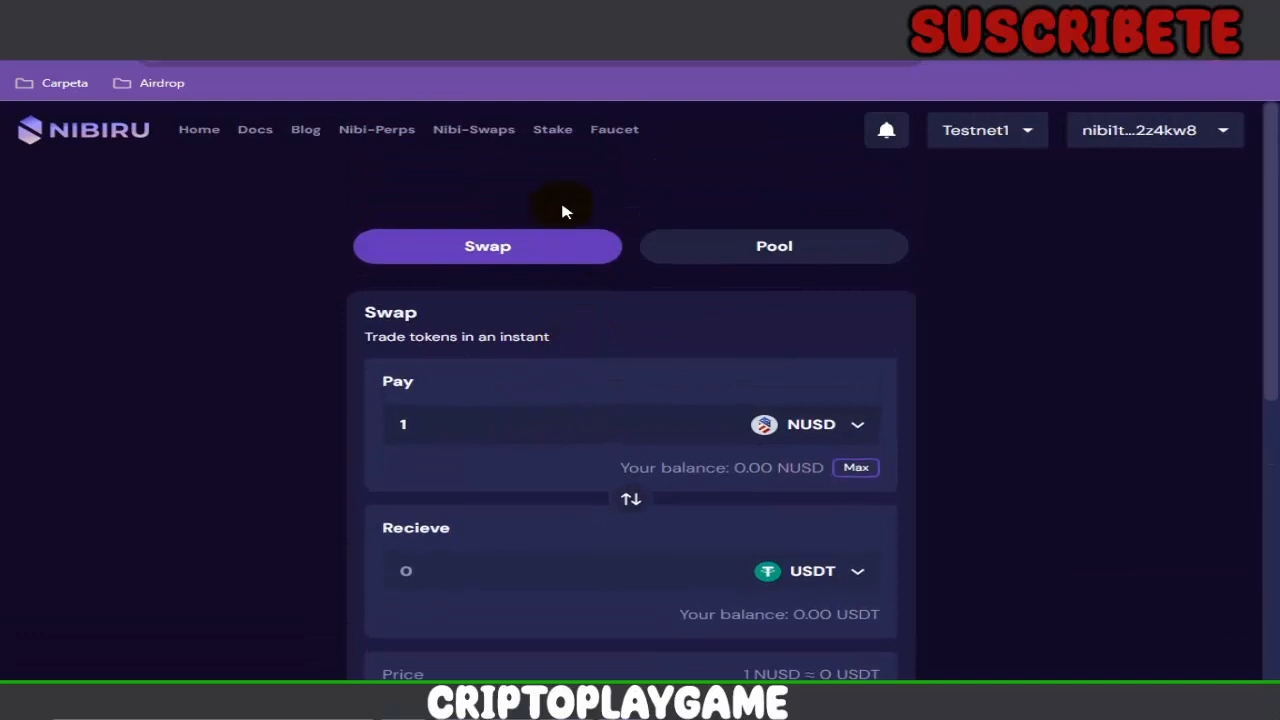 SUSCRIBETE
Carpeta Airdrop
NIBIRU Home Docs Blog Nibi-Perps Nibi-Swaps Stake Faucet Testnet1 nibi1t...2z4kw8
Swap Pool
Swap
Trade tokens in an instant
Pay
1 NUSD
Your balance: 0.00 NUSD Max
Recieve
0 USDT
Your balance: 0.00 USDT
Price 1 NUSD ≈ 0 USDT
CRIPTOPLAYGAME